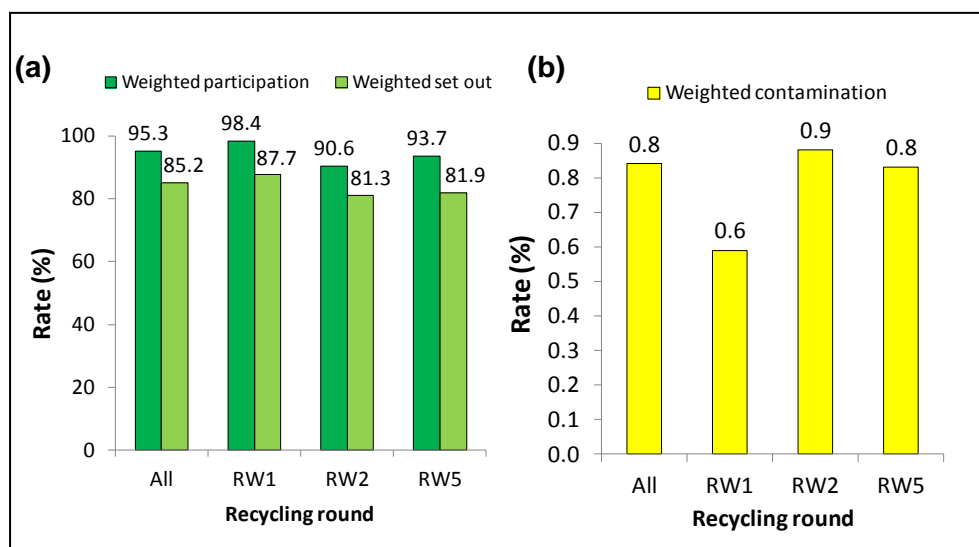 (a)
Weighted participation Weighted set out
95.3 85.2 98.4 87.7 90.6 81.3 93.7 81.9
100
80
60
40
20
0
Rate (%)
All RW1 RW2 RW5
Recycling round
(b)
Weighted contamination
0.8 0.6 0.9 0.8
0.9
0.8
0.7
0.6
0.5
0.4
0.3
0.2
0.1
0.0
Rate (%)
All RW1 RW2 RW5
Recycling round